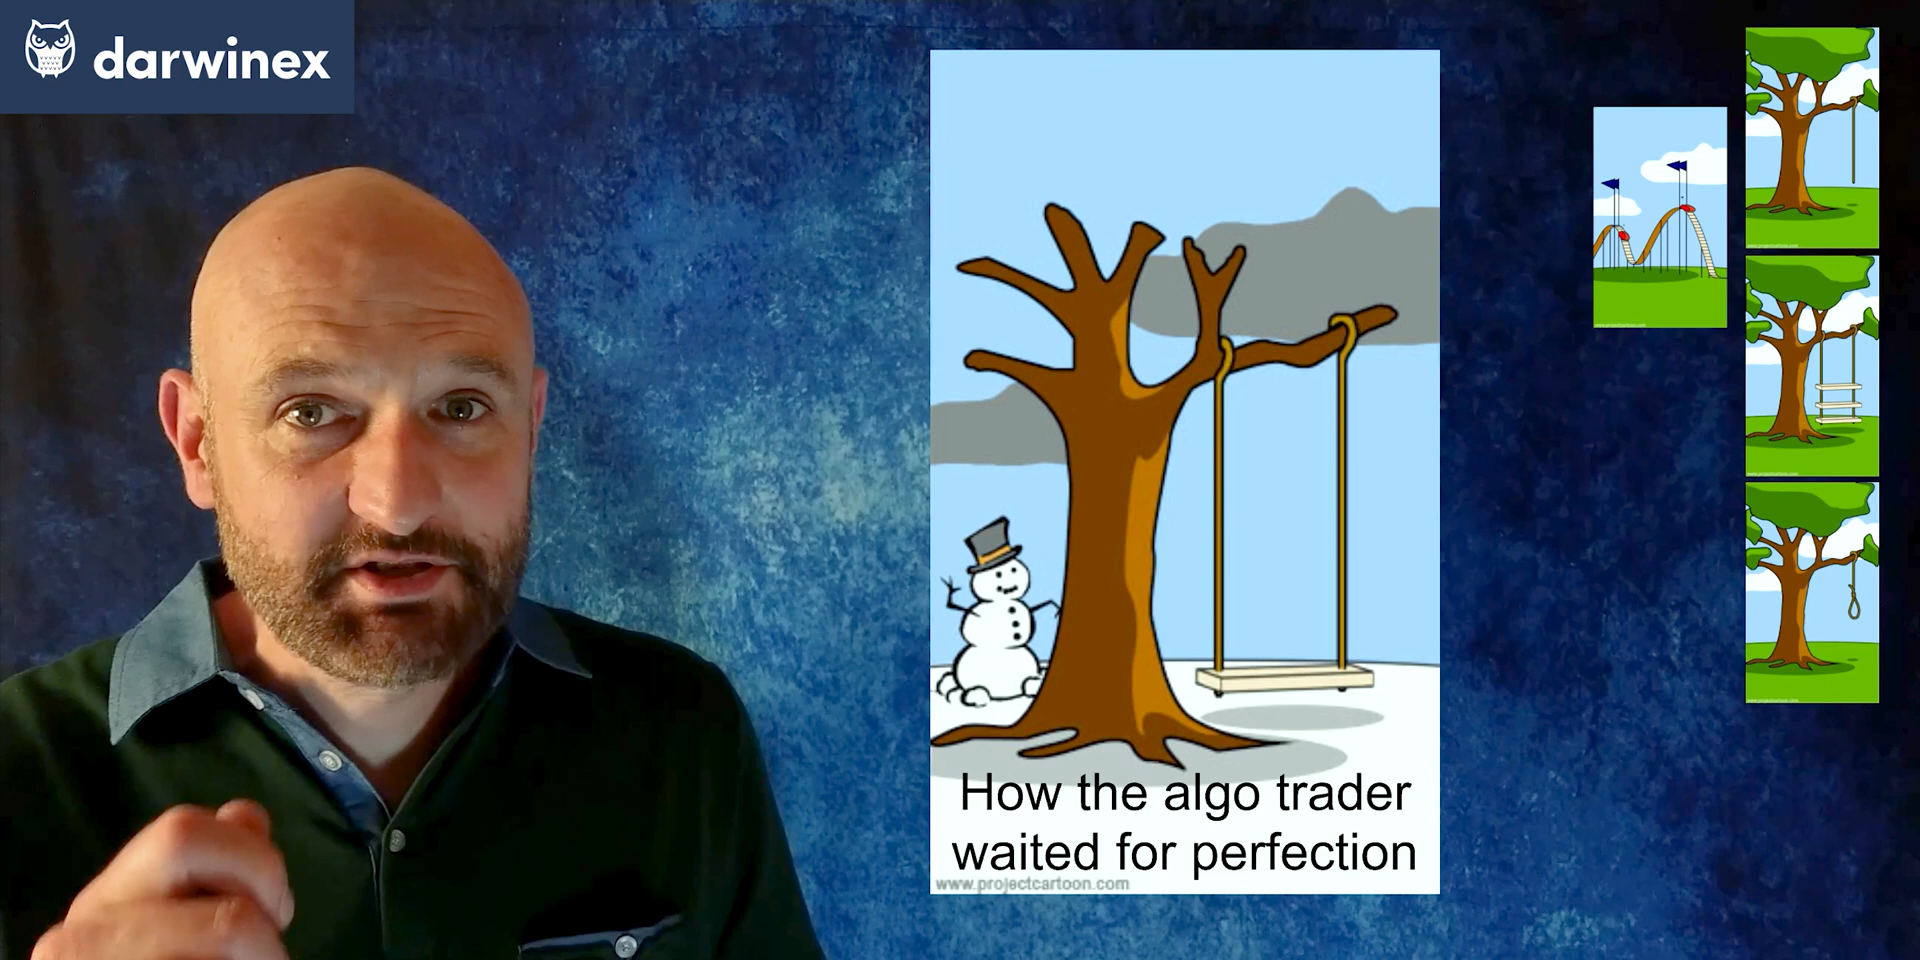 darwinex
How the algo trader
waited for perfection
www.projectcartoon.com